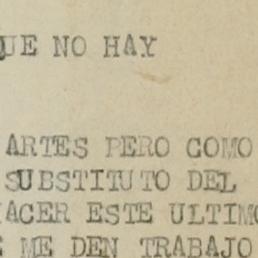 QUE NO HAY
ARTES PERO COMO
SUBSTITUTO DEL
HACER ESTE ULTIMO
ME DEN TRABAJO